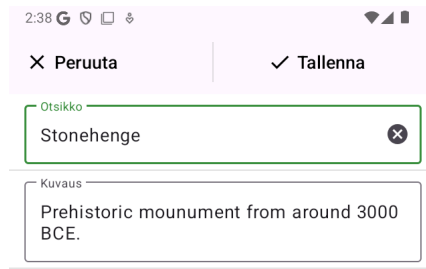 2:38
Peruuta
Tallenna
Otsikko
Stonehenge
Kuvaus
Prehistoric mounument from around 3000
BCE.